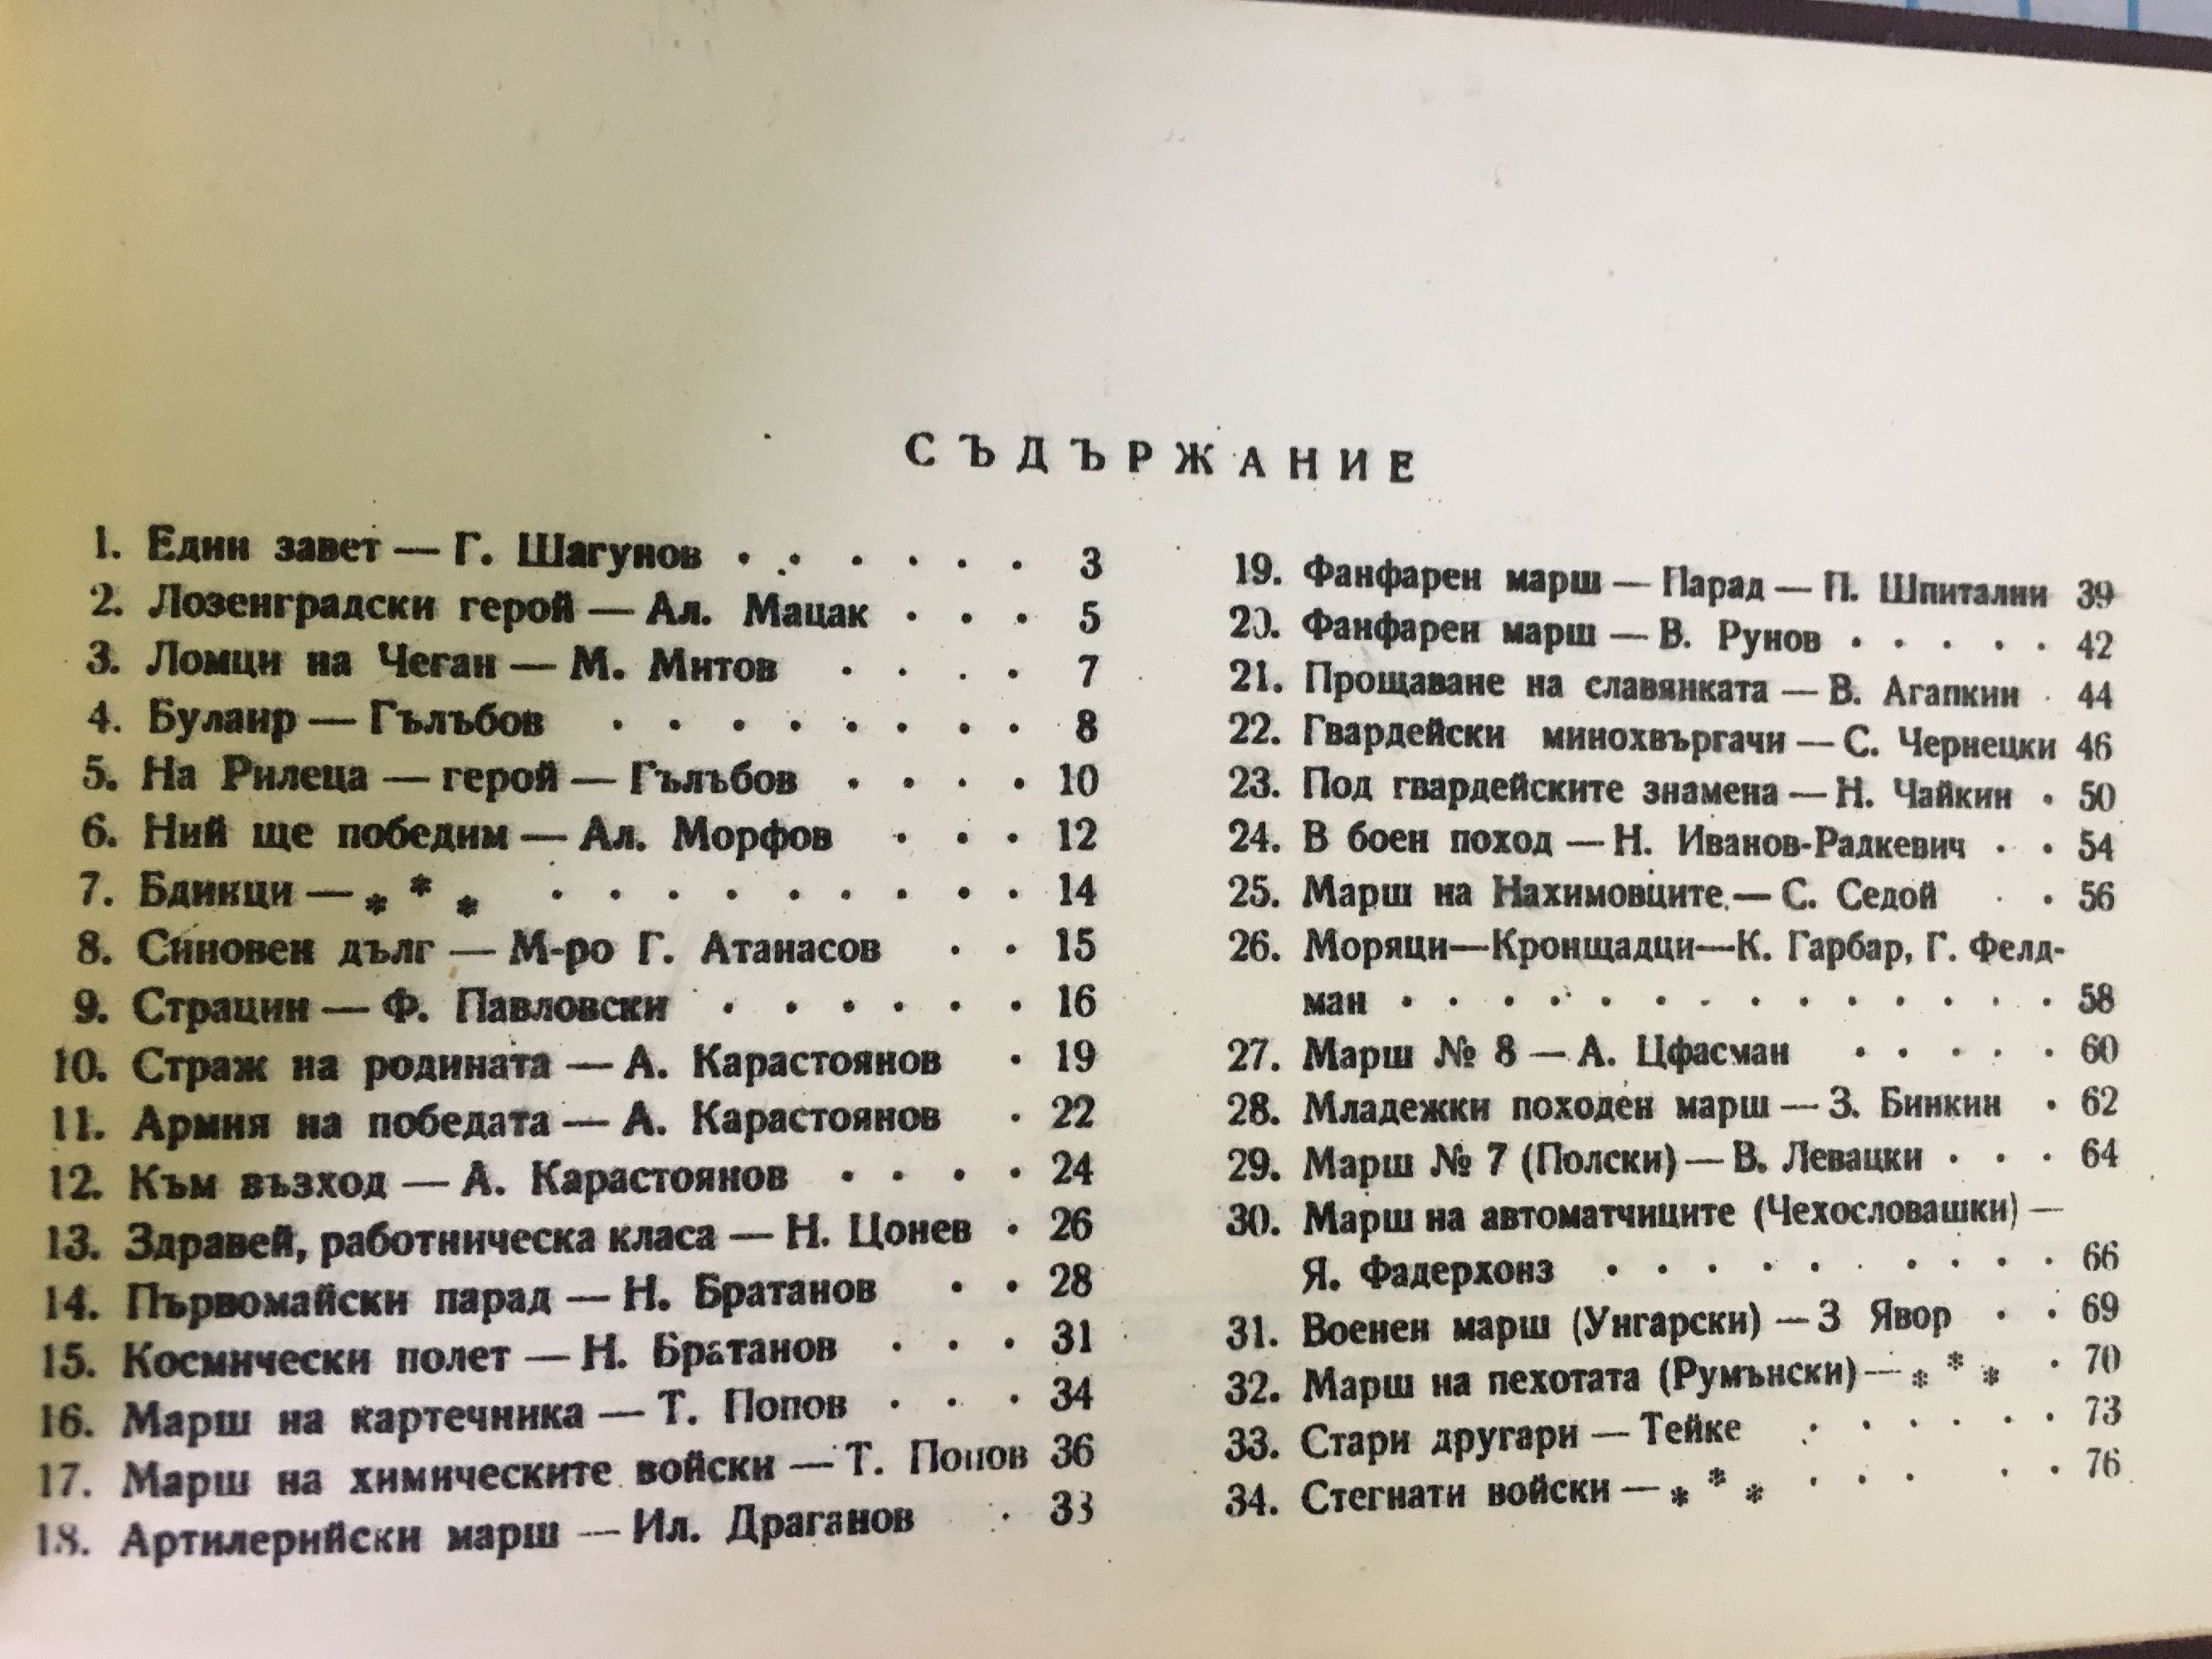 СЪДЪРЖАНИЕ
1. Един завет — Г. Шагунов . . . . . . 3
2. Лозенградски герой — Ал. Мацак . . . 5
3. Ломци на Чеган — М. Митов . . . . 7
4. Булаир — Гълъбов . . . . . . . . 8
5. На Рилеца — герой — Гълъбов . . . . 10
6. Ний ще победим — Ал. Морфов . . . 12
7. Бдинци — * * * . . . . . . . . . 14
8. Синовен дълг — М-ро Г. Атанасов . . 15
9. Страцин — Ф. Павловски . . . . . . 16
10. Страж на родината — А. Карастоянов . 19
11. Армия на победата — А. Карастоянов . 22
12. Към възход — А. Карастоянов . . . . 24
13. Здравей, работническа класа — Н. Цонев . 26
14. Първомайски парад — Н. Братанов . . 28
15. Космически полет — Н. Братанов . . . 31
16. Марш на картечника — Т. Попов . . . 34
17. Марш на химическите войски — Т. Попов 36
18. Артилерийски марш — Ил. Драганов .
19. Фанфарен марш — Парад — П. Шпитални 39
20. Фанфарен марш — В. Рунов . . . . . 42
21. Прощаване на славянката — В. Агапкин . 44
22. Гвардейски минохвъргачи — С. Чернецки 46
23. Под гвардейските знамена — Н. Чайкин . 50
24. В боен поход — Н. Иванов-Радкевич . . 54
25. Марш на Нахимовците — С. Седой . . 56
26. Моряци—Кронщадци—К. Гарбар, Г. Фелд-
ман . . . . . . . . . . . . . . 58
27. Марш № 8 — А. Цфасман . . . . . 60
28. Младежки походен марш — З. Бинкин . 62
29. Марш № 7 (Полски) — В. Левацки . . . 64
30. Марш на автоматчиците (Чехословашки) —
Я. Фадерхонз . . . . . . . . . 66
31. Военен марш (Унгарски) — З Явор . . 69
32. Марш на пехотата (Румънски) — * * * . 70
33. Стари другари — Тейке . . . . . . 73
34. Стегнати войски — * * * . . . . . 76